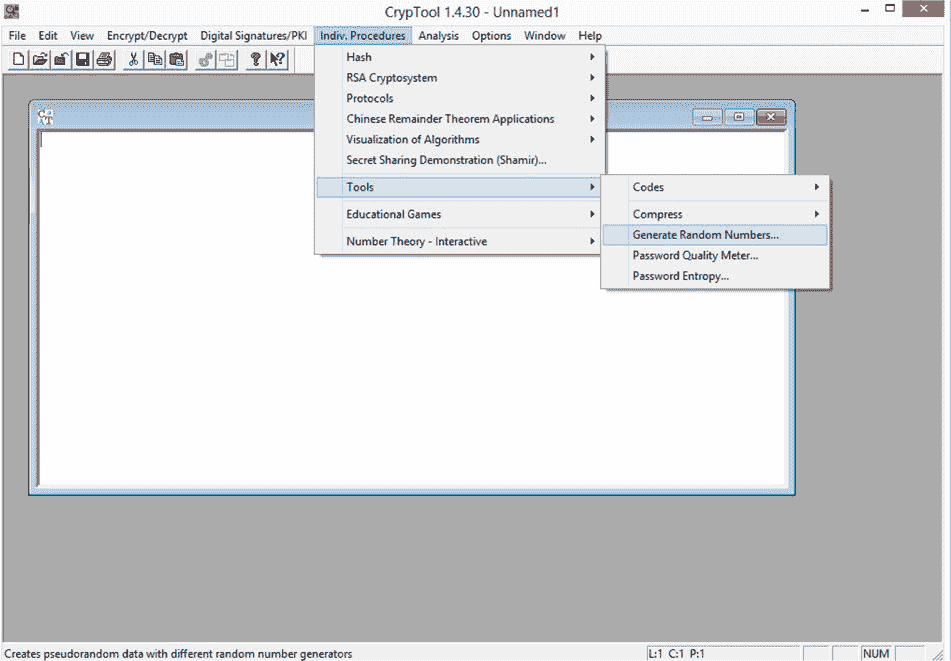 CrypTool 1.4.30 - Unnamed1
File Edit View Encrypt/Decrypt Digital Signatures/PKI Indiv. Procedures Analysis Options Window Help
Hash
RSA Cryptosystem
Protocols
Chinese Remainder Theorem Applications
Visualization of Algorithms
Secret Sharing Demonstration (Shamir)...
Tools
Educational Games
Number Theory - Interactive
Codes
Compress
Generate Random Numbers...
Password Quality Meter...
Password Entropy...
Creates pseudorandom data with different random number generators L:1 C:1 P:1 NUM